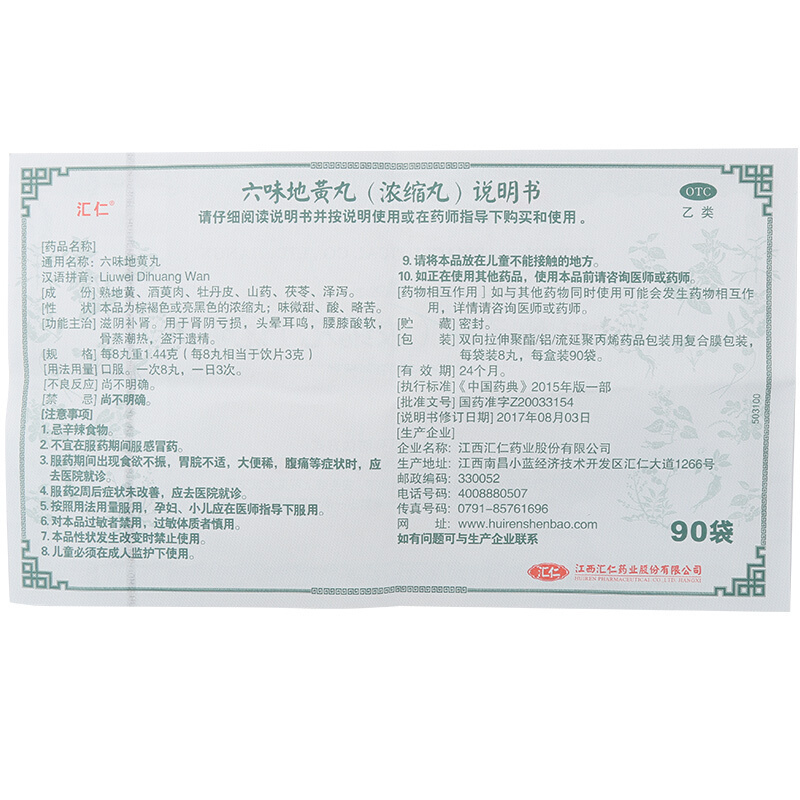 汇仁®
六味地黄丸（浓缩丸）说明书
请仔细阅读说明书并按说明使用或在药师指导下购买和使用。
OTC
乙类
[药品名称]
通用名称：六味地黄丸
汉语拼音：Liuwei Dihuang Wan
[成 份] 熟地黄、酒萸肉、牡丹皮、山药、茯苓、泽泻。
[性 状] 本品为棕褐色或亮黑色的浓缩丸；味微甜、酸、略苦。
[功能主治] 滋阴补肾。用于肾阴亏损，头晕耳鸣，腰膝酸软，
骨蒸潮热，盗汗遗精。
[规 格] 每8丸重1.44克（每8丸相当于饮片3克）
[用法用量] 口服。一次8丸，一日3次。
[不良反应] 尚不明确。
[禁 忌] 尚不明确。
[注意事项]
1. 忌辛辣食物。
2. 不宜在服药期间服感冒药。
3. 服药期间出现食欲不振，胃脘不适，大便稀，腹痛等症状时，应
去医院就诊。
4. 服药2周后症状未改善，应去医院就诊。
5. 按照用法用量服用，孕妇、小儿应在医师指导下服用。
6. 对本品过敏者禁用，过敏体质者慎用。
7. 本品性状发生改变时禁止使用。
8. 儿童必须在成人监护下使用。
9. 请将本品放在儿童不能接触的地方。
10. 如正在使用其他药品，使用本品前请咨询医师或药师。
[药物相互作用] 如与其他药物同时使用可能会发生药物相互作
用，详情请咨询医师或药师。
[贮 藏] 密封。
[包 装] 双向拉伸聚酯/铝/流延聚丙烯药品包装用复合膜包装，
每袋装8丸，每盒装90袋。
[有 效 期] 24个月。
[执行标准] 《中国药典》2015年版一部
[批准文号] 国药准字Z20033154
[说明书修订日期] 2017年08月03日
[生产企业]
企业名称：江西汇仁药业股份有限公司
生产地址：江西南昌小蓝经济技术开发区汇仁大道1266号
邮政编码：330052
电话号码：4008880507
传真号码：0791-85761696
网 址：www.huirenshenbao.com
如有问题可与生产企业联系
90袋
503100
汇仁 江西汇仁药业股份有限公司
HUIREN PHARMACEUTICAL CO.,LTD. JIANGXI